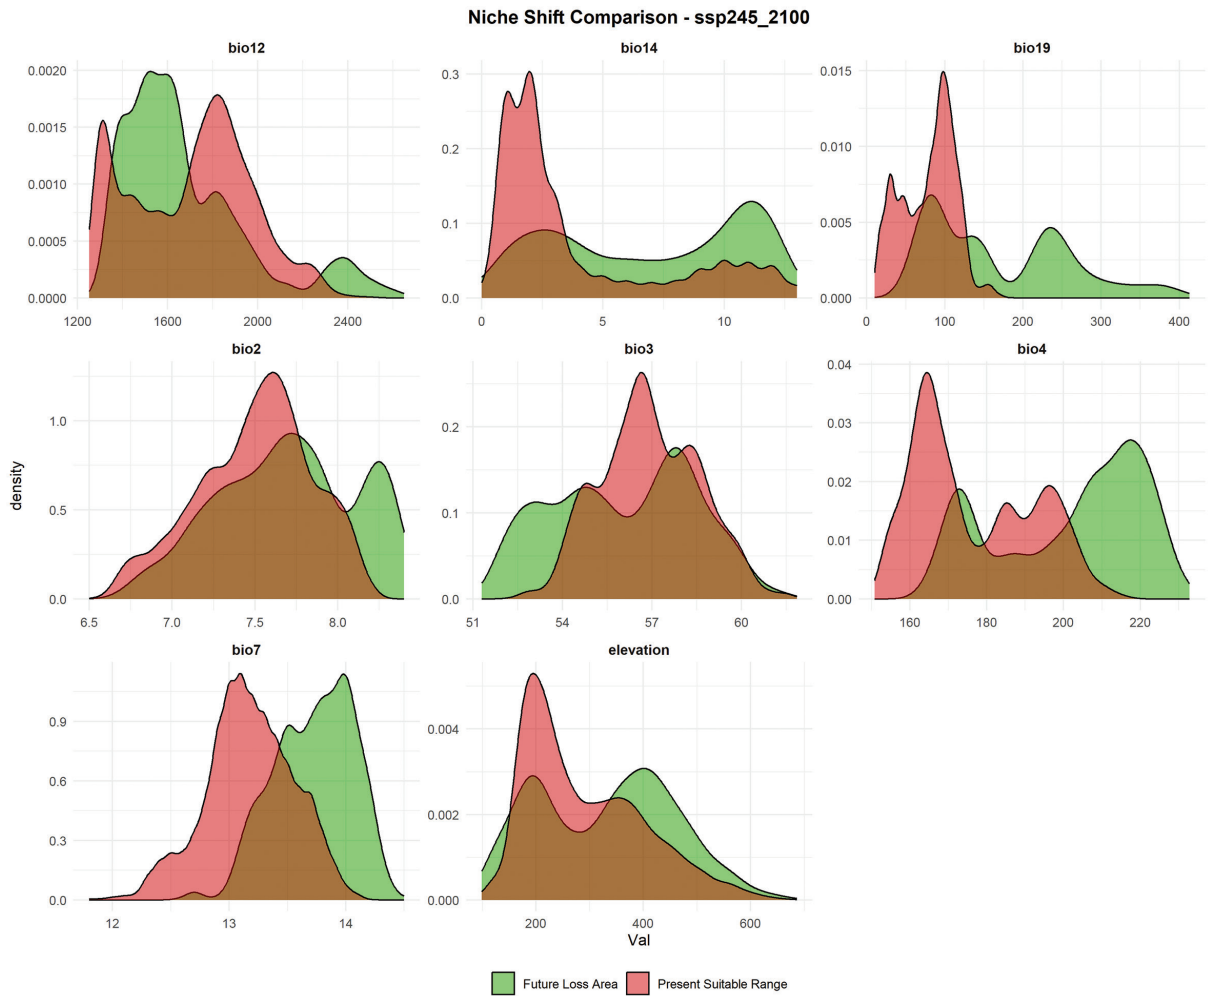 Niche Shift Comparison - ssp245_2100
bio12 bio14 bio19
0.0020
0.0015
0.0010
0.0005
0.0000
1200 1600 2000 2400
0.3
0.2
0.1
0.0
0 5 10
0.015
0.010
0.005
0.000
0 100 200 300 400
density
bio2 bio3 bio4
1.0
0.5
0.0
6.5 7.0 7.5 8.0
0.2
0.1
0.0
51 54 57 60
0.04
0.03
0.02
0.01
0.00
160 180 200 220
bio7 elevation
0.9
0.6
0.3
0.0
12 13 14
0.004
0.002
0.000
200 400 600
Val
Future Loss Area Present Suitable Range